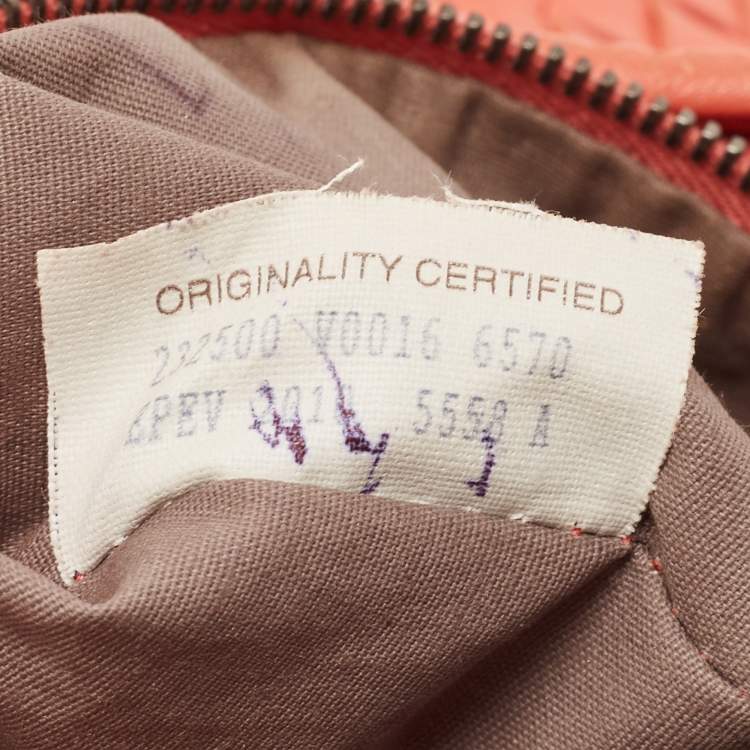 ORIGINALITY CERTIFIED
232500 V0016 6570
5558 A